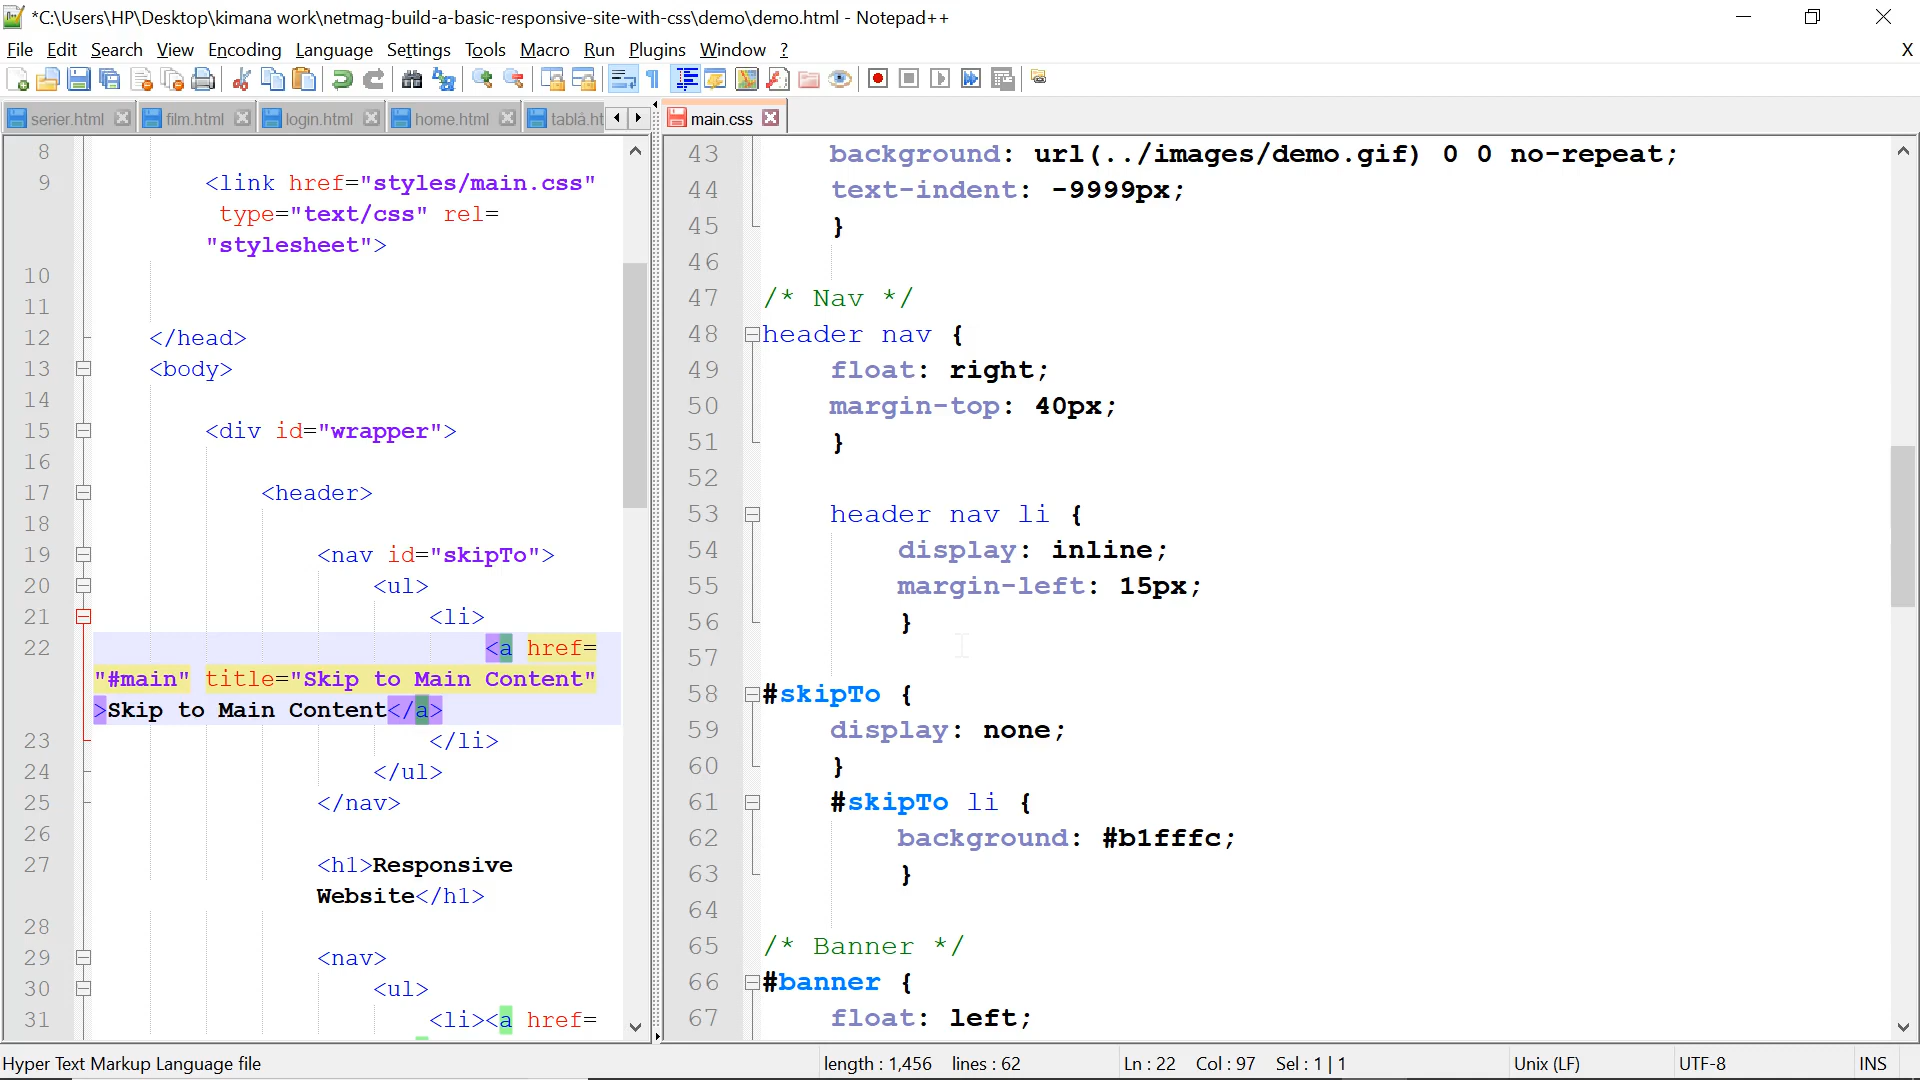 *C:\Users\HP\Desktop\kimana work\netmag-build-a-basic-responsive-site-with-css\demo\demo.html - Notepad++
File Edit Search View Encoding Language Settings Tools Macro Run Plugins Window ? X
serier.html film.html login.html home.html tablå.ht
8
9 <link href="styles/main.css"
type="text/css" rel=
"stylesheet">
10
11
12 </head>
13 <body>
14
15 <div id="wrapper">
16
17 <header>
18
19 <nav id="skipTo">
20 <ul>
21 <li>
22 <a href=
"#main" title="Skip to Main Content"
>Skip to Main Content</a>
23 </li>
24 </ul>
25 </nav>
26
27 <h1>Responsive
Website</h1>
28
29 <nav>
30 <ul>
31 <li><a href=
main.css
43 background: url(../images/demo.gif) 0 0 no-repeat;
44 text-indent: -9999px;
45 }
46
47 /* Nav */
48 header nav {
49 float: right;
50 margin-top: 40px;
51 }
52
53 header nav li {
54 display: inline;
55 margin-left: 15px;
56 }
57
58 #skipTo {
59 display: none;
60 }
61 #skipTo li {
62 background: #b1fffc;
63 }
64
65 /* Banner */
66 #banner {
67 float: left;
Hyper Text Markup Language file length : 1,456 lines : 62 Ln : 22 Col : 97 Sel : 1 | 1 Unix (LF) UTF-8 INS